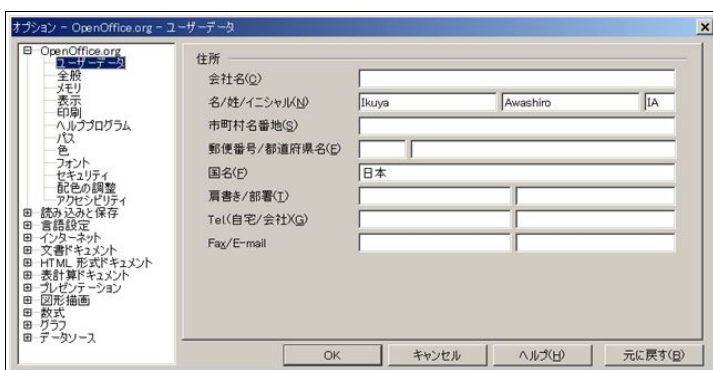 オプション - OpenOffice.org - ユーザーデータ
OpenOffice.org
ユーザーデータ
全般
メモリ
表示
印刷
ヘルププログラム
パス
色
フォント
セキュリティ
配色の調整
アクセシビリティ
読み込みと保存
言語設定
インターネット
文書ドキュメント
HTML 形式ドキュメント
表計算ドキュメント
プレゼンテーション
図形描画
数式
グラフ
データソース
住所
会社名(C)
名/姓/イニシャル(N) Ikuya Awashiro IA
市町村名番地(S)
郵便番号/都道府県名(E)
国名(F) 日本
肩書き/部署(T)
Tel(自宅/会社)(G)
Fax/E-mail
OK キャンセル ヘルプ(H) 元に戻す(B)